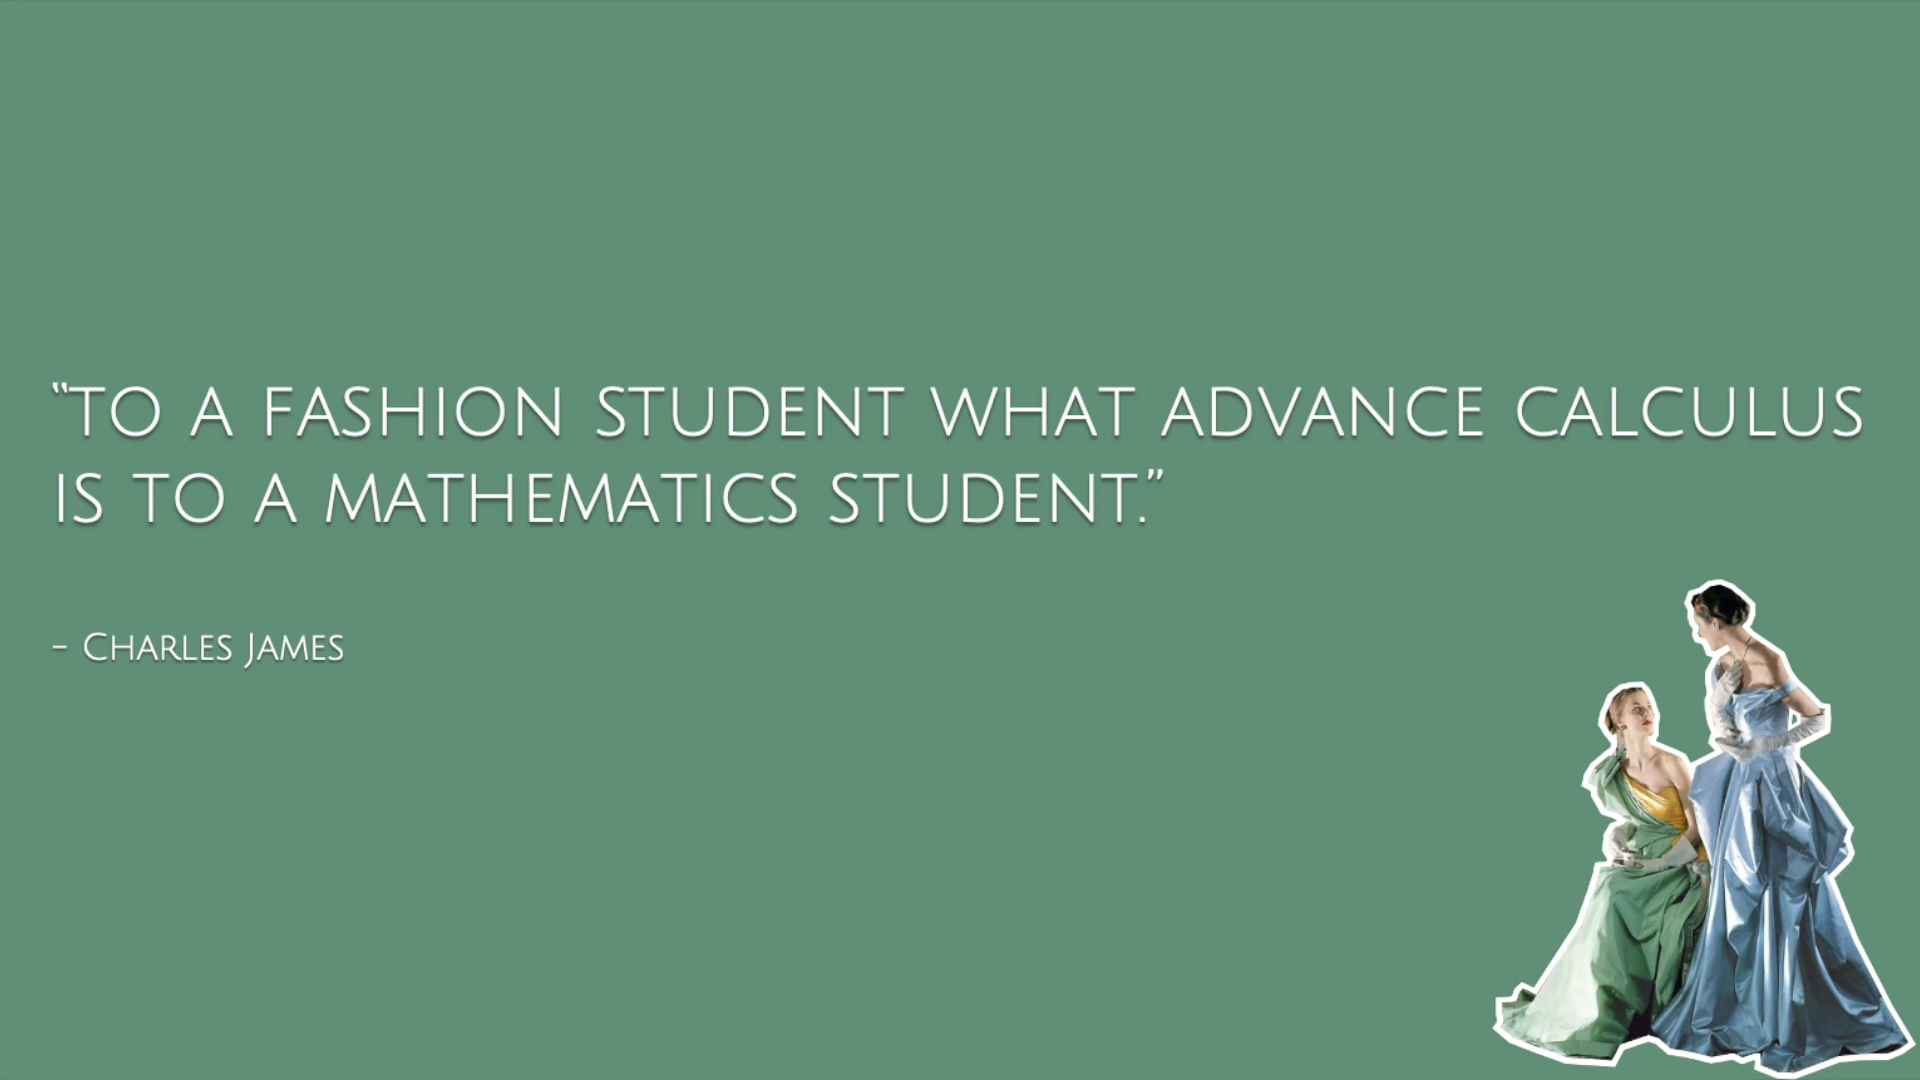 “TO A FASHION STUDENT WHAT ADVANCE CALCULUS
IS TO A MATHEMATICS STUDENT.”
- CHARLES JAMES